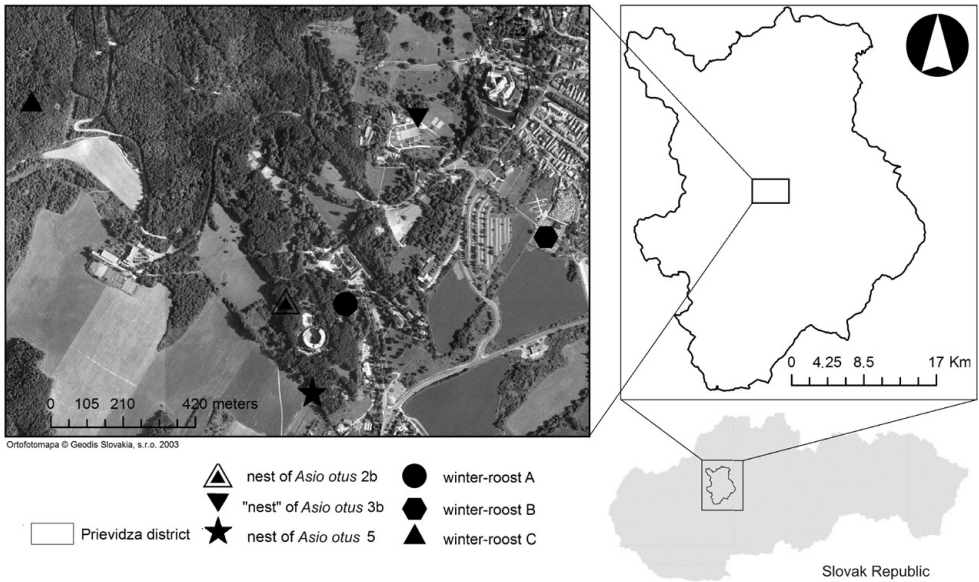 0 105 210 420 meters
Ortofotomapa © Geodis Slovakia, s.r.o. 2003
0 4.25 8.5 17 Km
Prievidza district
nest of Asio otus 2b
"nest" of Asio otus 3b
nest of Asio otus 5
winter-roost A
winter-roost B
winter-roost C
Slovak Republic